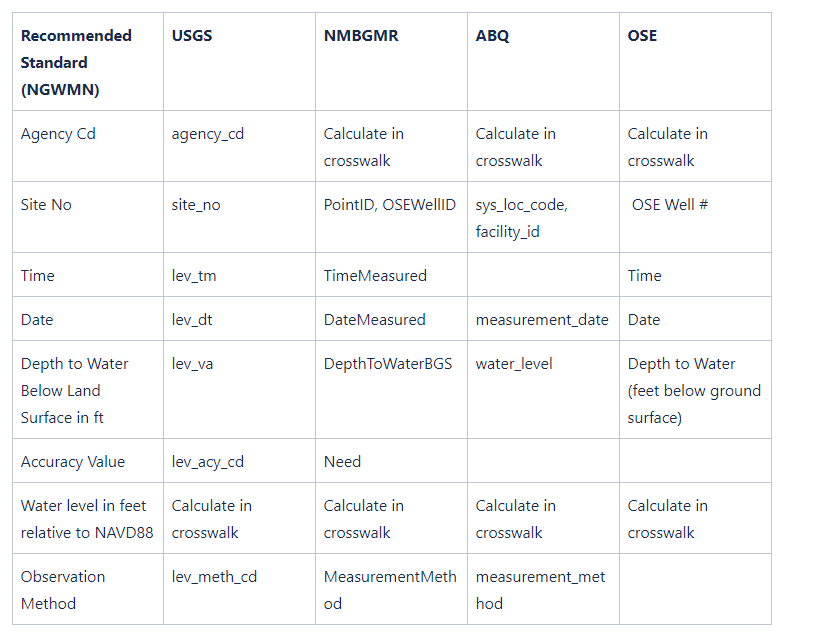 Recommended Standard (NGWMN) USGS NMBGMR ABQ OSE
Agency Cd agency_cd Calculate in crosswalk Calculate in crosswalk Calculate in crosswalk
Site No site_no PointID, OSEWellID sys_loc_code, facility_id OSE Well #
Time lev_tm TimeMeasured Time
Date lev_dt DateMeasured measurement_date Date
Depth to Water Below Land Surface in ft lev_va DepthToWaterBGS water_level Depth to Water (feet below ground surface)
Accuracy Value lev_acy_cd Need
Water level in feet relative to NAVD88 Calculate in crosswalk Calculate in crosswalk Calculate in crosswalk Calculate in crosswalk
Observation Method lev_meth_cd MeasurementMethod measurement_method